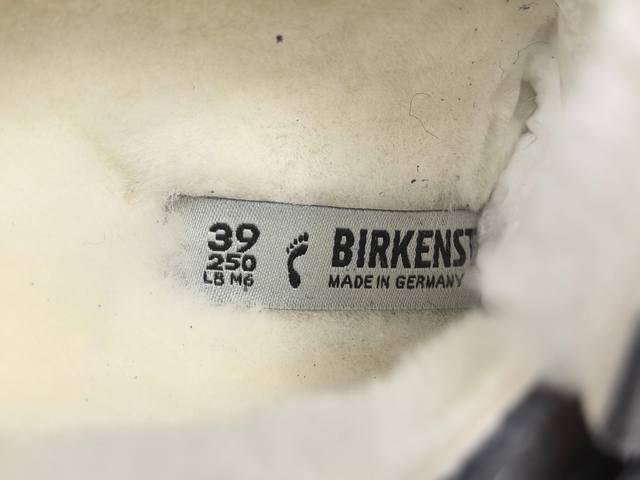 39
250
LB M6
BIRKENST
MADE IN GERMANY